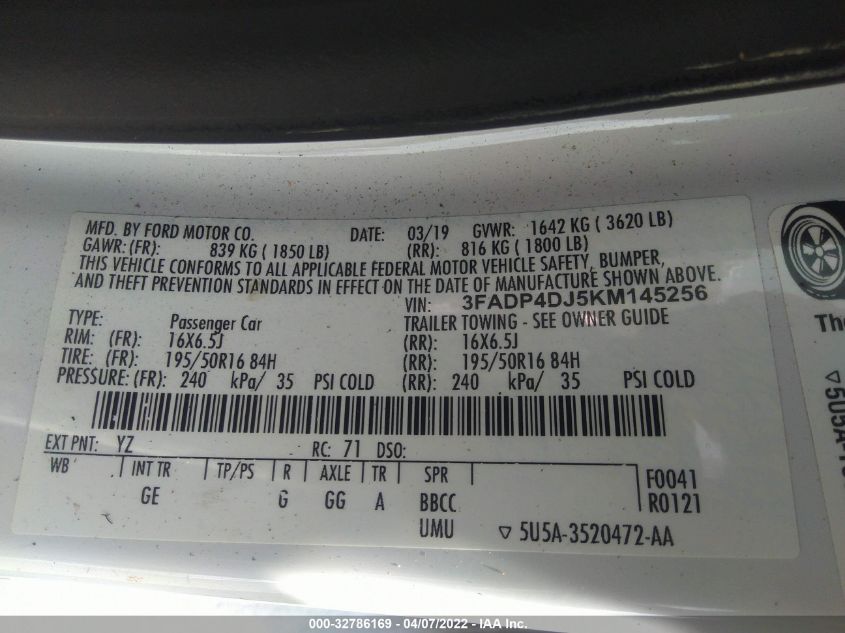 MFD. BY FORD MOTOR CO. DATE: 03/19 GVWR: 1642 KG ( 3620 LB)
GAWR: (FR): 839 KG ( 1850 LB) (RR): 816 KG ( 1800 LB)
THIS VEHICLE CONFORMS TO ALL APPLICABLE FEDERAL MOTOR VEHICLE SAFETY, BUMPER,
AND THEFT PREVENTION STANDARDS IN EFFECT ON THE DATE OF MANUFACTURE SHOWN ABOVE.
VIN: 3FADP4DJ5KM145256
TYPE: Passenger Car TRAILER TOWING - SEE OWNER GUIDE
RIM: (FR): 16X6.5J (RR): 16X6.5J
TIRE: (FR): 195/50R16 84H (RR): 195/50R16 84H
PRESSURE: (FR): 240 kPa/ 35 PSI COLD (RR): 240 kPa/ 35 PSI COLD
EXT PNT: YZ RC: 71 DSO:
WB INT TR TP/PS R AXLE TR SPR F0041
GE G GG A BBCC R0121
UMU ▽ 5U5A-3520472-AA
The
▽5U5A-1
000-32786169 - 04/07/2022 - IAA Inc.